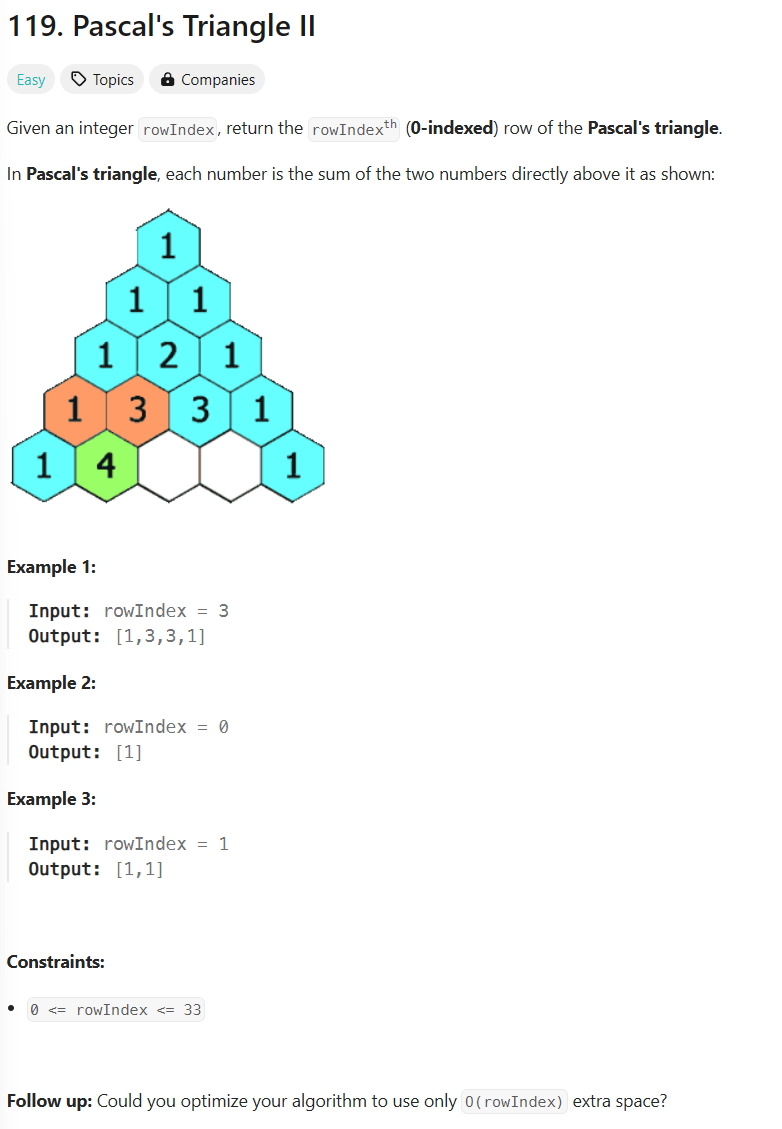 119. Pascal's Triangle II
Easy Topics Companies
Given an integer rowIndex, return the rowIndexth (0-indexed) row of the Pascal's triangle.
In Pascal's triangle, each number is the sum of the two numbers directly above it as shown:
1
1 1
1 2 1
1 3 3 1
1 4 1
Example 1:
Input: rowIndex = 3
Output: [1,3,3,1]
Example 2:
Input: rowIndex = 0
Output: [1]
Example 3:
Input: rowIndex = 1
Output: [1,1]
Constraints:
• 0 <= rowIndex <= 33
Follow up: Could you optimize your algorithm to use only O(rowIndex) extra space?